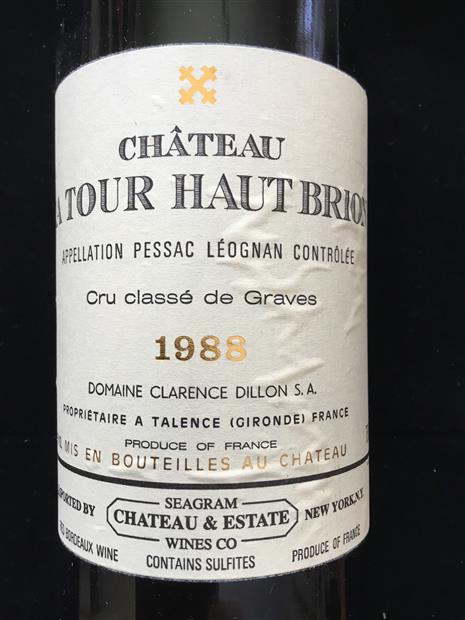 CHÂTEAU
A TOUR HAUT BRION
APPELLATION PESSAC LÉOGNAN CONTRÔLÉE
Cru classé de Graves
1988
DOMAINE CLARENCE DILLON S.A.
PROPRIÉTAIRE A TALENCE (GIRONDE) FRANCE
PRODUCE OF FRANCE
MIS EN BOUTEILLES AU CHATEAU
SEAGRAM
PORTED BY CHATEAU & ESTATE NEW YORK, N.Y.
WINES CO
BORDEAUX WINE CONTAINS SULFITES PRODUCE OF FRANCE